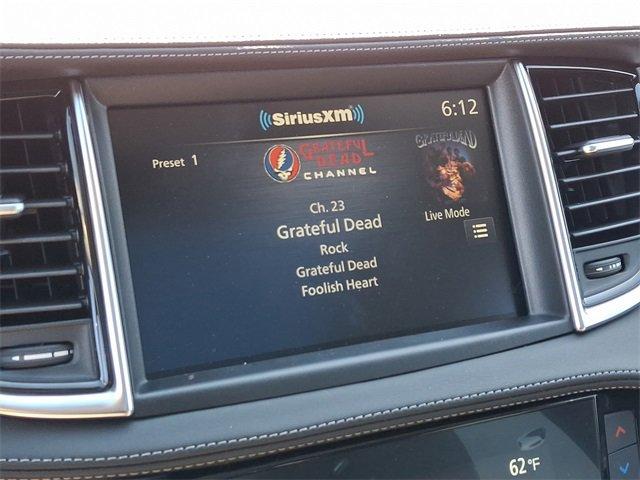 SiriusXm
6:12
Preset 1
GRATEFUL
DEAD
CHANNEL
GRATEFUL DEAD
Ch. 23
Grateful Dead
Live Mode
Rock
Grateful Dead
Foolish Heart
62°F